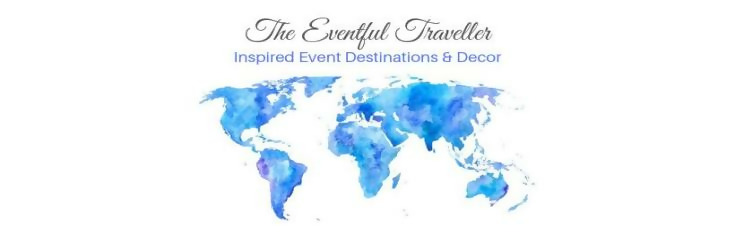 The Eventful Traveller
Inspired Event Destinations & Decor